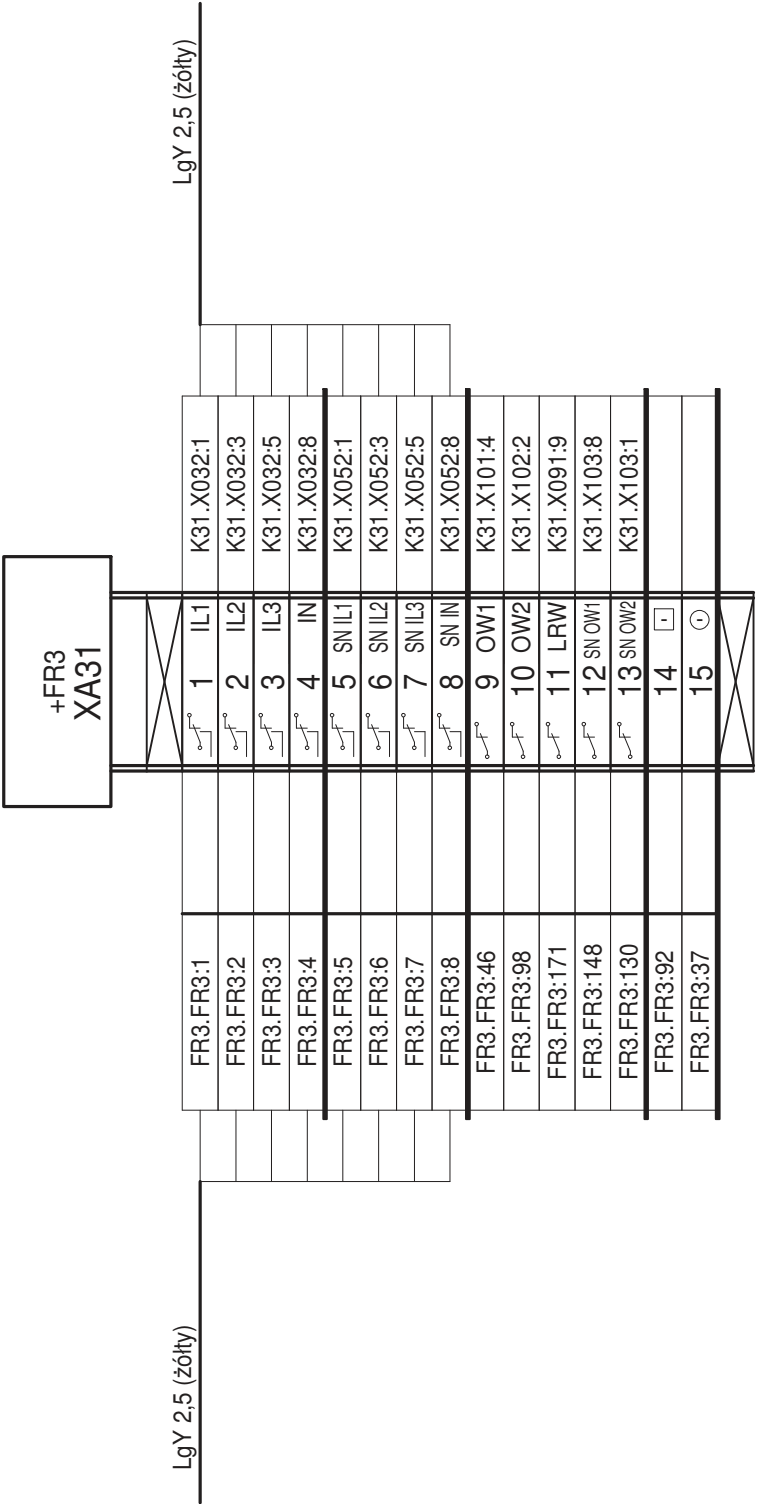 +FR3
XA31
LgY 2,5 (żółty)
LgY 2,5 (żółty)
FR3.FR3:1 1 IL1 K31.X032:1
FR3.FR3:2 2 IL2 K31.X032:3
FR3.FR3:3 3 IL3 K31.X032:5
FR3.FR3:4 4 IN K31.X032:8
FR3.FR3:5 5 SN IL1 K31.X052:1
FR3.FR3:6 6 SN IL2 K31.X052:3
FR3.FR3:7 7 SN IL3 K31.X052:5
FR3.FR3:8 8 SN IN K31.X052:8
FR3.FR3:46 9 OW1 K31.X101:4
FR3.FR3:98 10 OW2 K31.X102:2
FR3.FR3:171 11 LRW K31.X091:9
FR3.FR3:148 12 SN OW1 K31.X103:8
FR3.FR3:130 13 SN OW2 K31.X103:1
FR3.FR3:92 14 -
FR3.FR3:37 15 -